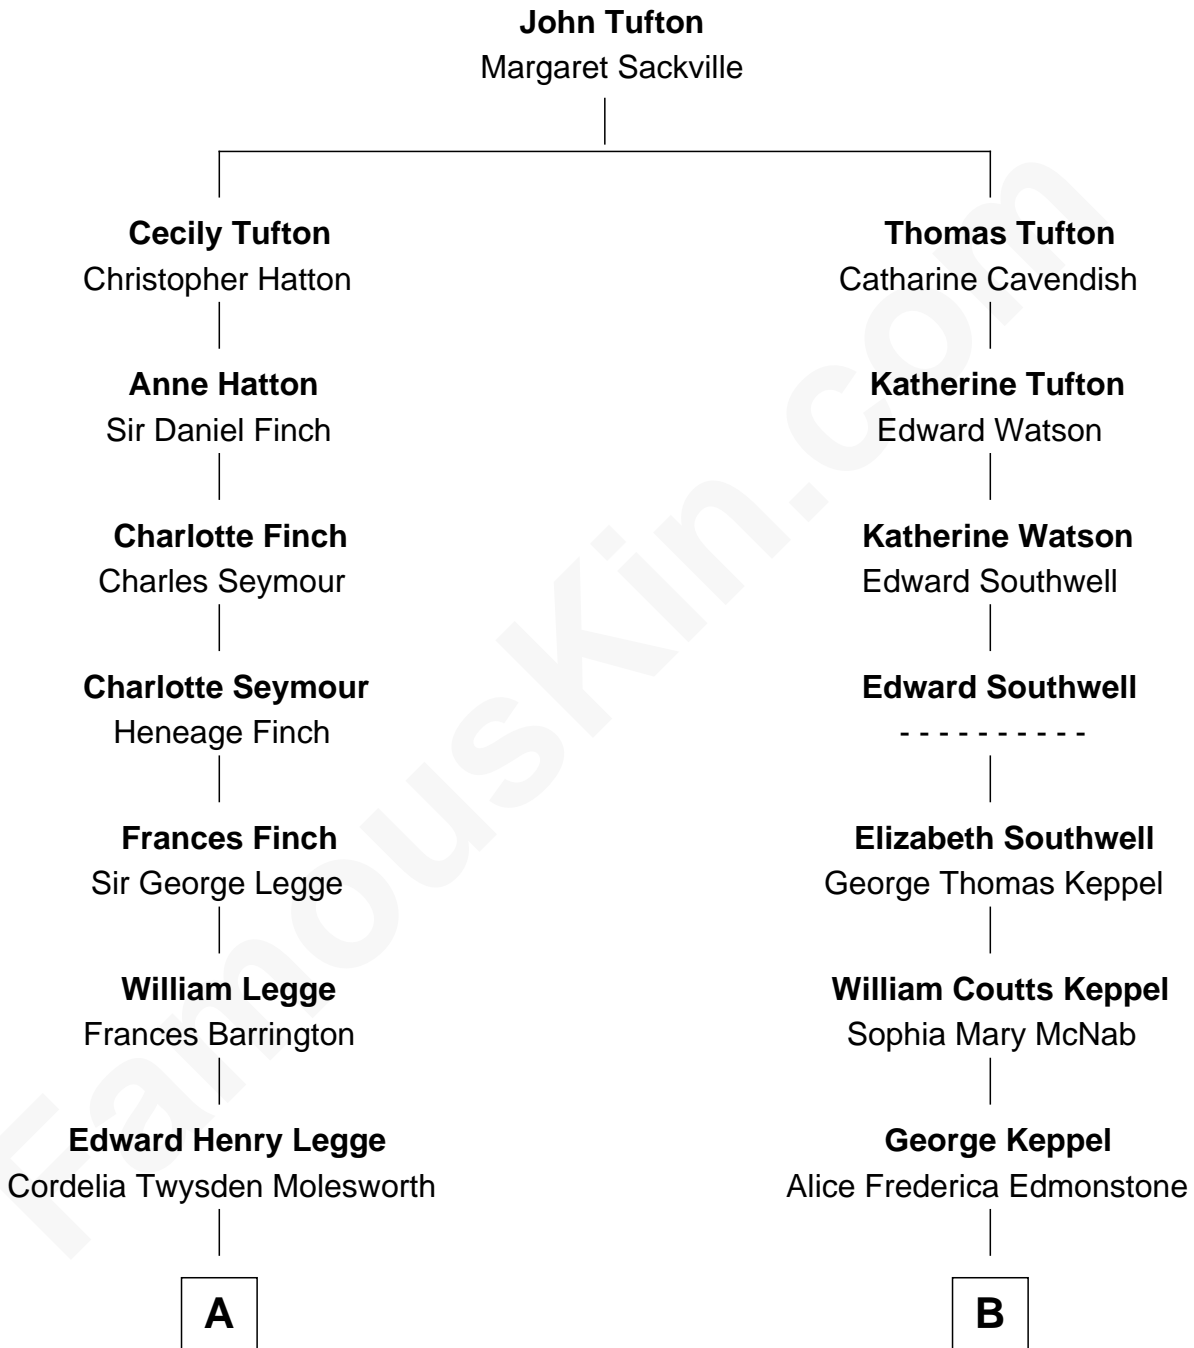 John Tufton
Margaret Sackville
Cecily Tufton
Christopher Hatton
Thomas Tufton
Catharine Cavendish
Anne Hatton
Sir Daniel Finch
Katherine Tufton
Edward Watson
Charlotte Finch
Charles Seymour
Katherine Watson
Edward Southwell
Charlotte Seymour
Heneage Finch
Edward Southwell
- - - - - - - - - -
Frances Finch
Sir George Legge
Elizabeth Southwell
George Thomas Keppel
William Legge
Frances Barrington
William Coutts Keppel
Sophia Mary McNab
Edward Henry Legge
Cordelia Twysden Molesworth
George Keppel
Alice Frederica Edmonstone
A
B
FamousKin.com